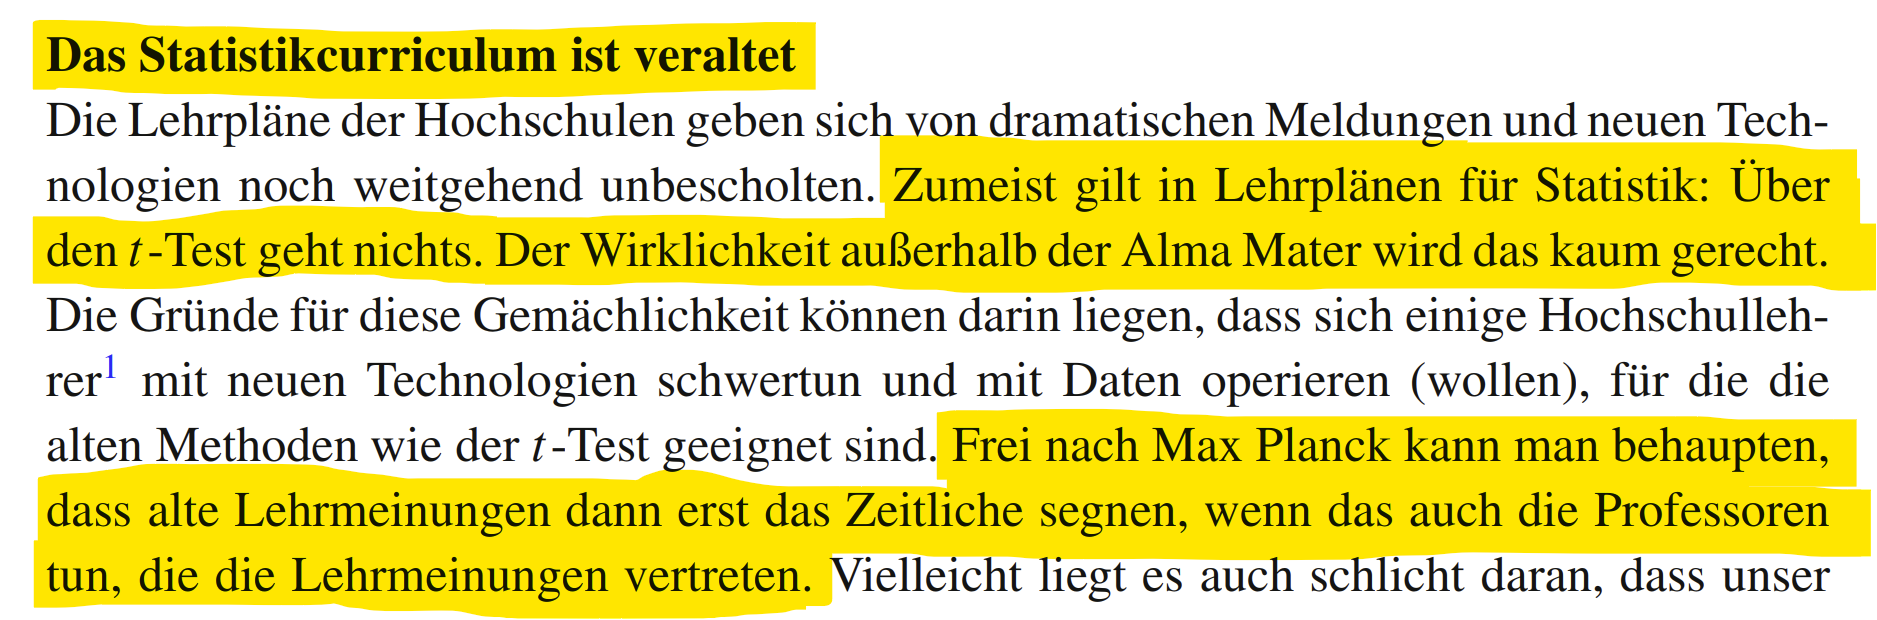 Das Statistikcurriculum ist veraltet
Die Lehrpläne der Hochschulen geben sich von dramatischen Meldungen und neuen Tech-
nologien noch weitgehend unbescholten. Zumeist gilt in Lehrplänen für Statistik: Über
den t-Test geht nichts. Der Wirklichkeit außerhalb der Alma Mater wird das kaum gerecht.
Die Gründe für diese Gemächlichkeit können darin liegen, dass sich einige Hochschulleh-
rer1 mit neuen Technologien schwertun und mit Daten operieren (wollen), für die die
alten Methoden wie der t-Test geeignet sind. Frei nach Max Planck kann man behaupten,
dass alte Lehrmeinungen dann erst das Zeitliche segnen, wenn das auch die Professoren
tun, die die Lehrmeinungen vertreten. Vielleicht liegt es auch schlicht daran, dass unser